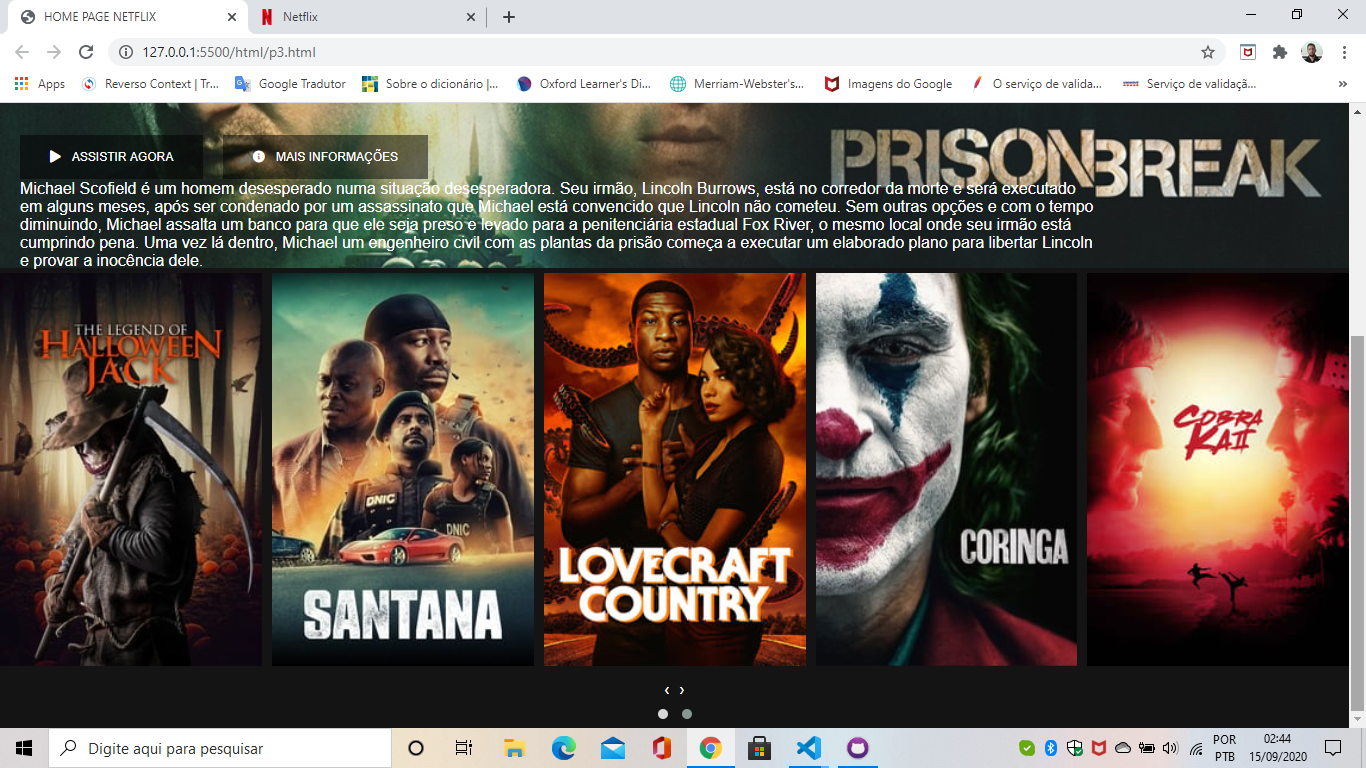 HOME PAGE NETFLIX
Netflix
127.0.0.1:5500/html/p3.html
Apps
Reverso Context | Tr...
Google Tradutor
Sobre o dicionário |...
Oxford Learner's Di...
Merriam-Webster's...
Imagens do Google
O serviço de valida...
Serviço de validaçã...
»
PRISON BREAK
ASSISTIR AGORA
MAIS INFORMAÇÕES
Michael Scofield é um homem desesperado numa situação desesperadora. Seu irmão, Lincoln Burrows, está no corredor da morte e será executado
em alguns meses, após ser condenado por um assassinato que Michael está convencido que Lincoln não cometeu. Sem outras opções e com o tempo
diminuindo, Michael assalta um banco para que ele seja preso e levado para a penitenciária estadual Fox River, o mesmo local onde seu irmão está
cumprindo pena. Uma vez lá dentro, Michael um engenheiro civil com as plantas da prisão começa a executar um elaborado plano para libertar Lincoln
e provar a inocência dele.
THE LEGEND OF
HALLOWEEN
JACK
DNIC
DNIC
SANTANA
LOVECRAFT
COUNTRY
CORINGA
COBRA
KAII
‹ ›
Digite aqui para pesquisar
POR
PTB
02:44
15/09/2020